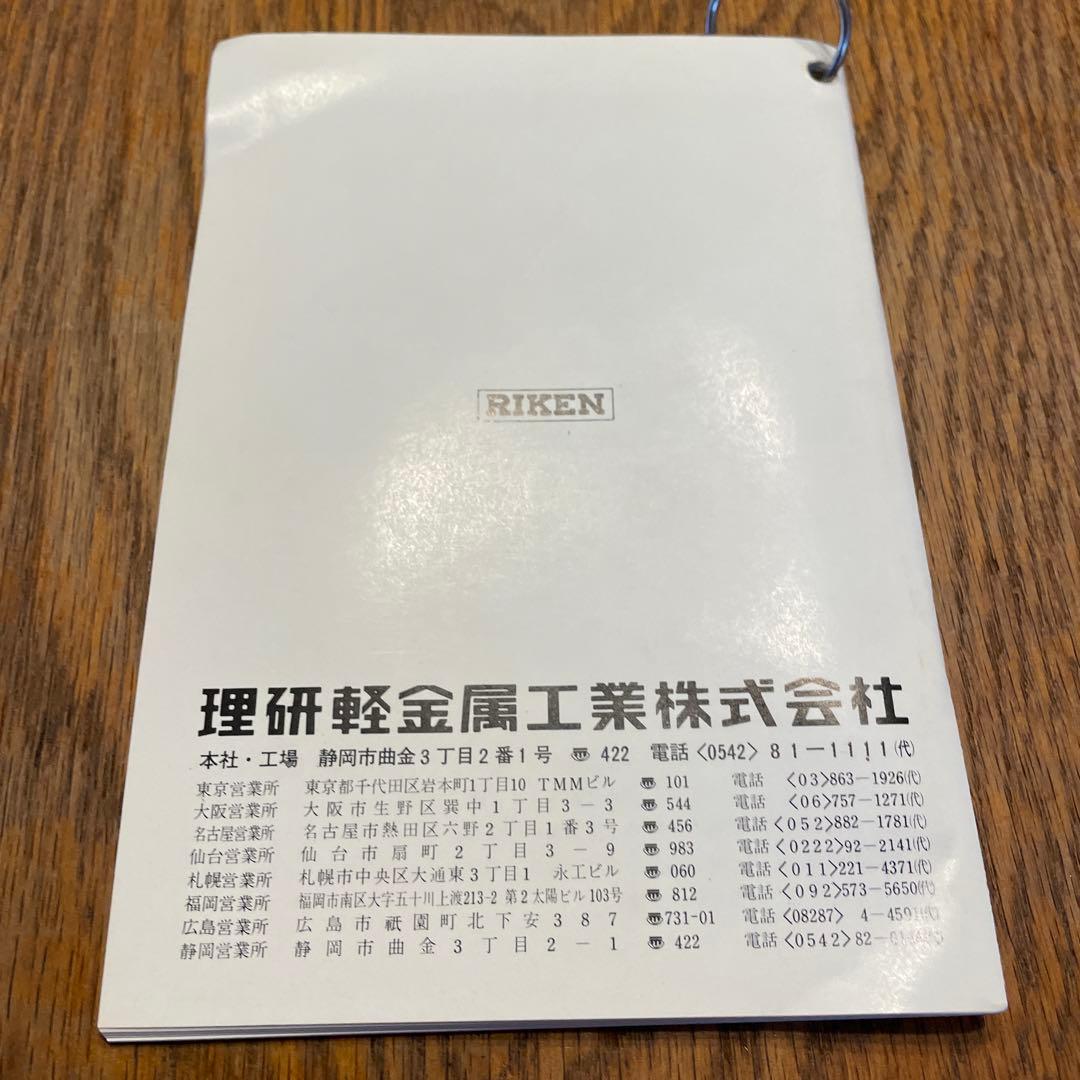 RIKEN
理研軽金属工業株式会社
本社・工場 静岡市曲金3丁目2番1号 〠 422 電話〈0542〉81-1111(代)
東京営業所 東京都千代田区岩本町1丁目10 TMMビル 〠 101 電話〈03〉863-1926(代)
大阪営業所 大阪市生野区巽中1丁目3-3 〠 544 電話〈06〉757-1271(代)
名古屋営業所 名古屋市熱田区六野2丁目1番3号 〠 456 電話〈052〉882-1781(代)
仙台営業所 仙台市扇町2丁目3-9 〠 983 電話〈0222〉92-2141(代)
札幌営業所 札幌市中央区大通東3丁目1 永工ビル 〠 060 電話〈011〉221-4371(代)
福岡営業所 福岡市南区大字五十川上渡213-2 第2太陽ビル103号 〠 812 電話〈092〉573-5650(代)
広島営業所 広島市祇園町北下安387 〠731-01 電話〈08287〉4-4591(代)
静岡営業所 静岡市曲金3丁目2-1 〠 422 電話〈0542〉82-